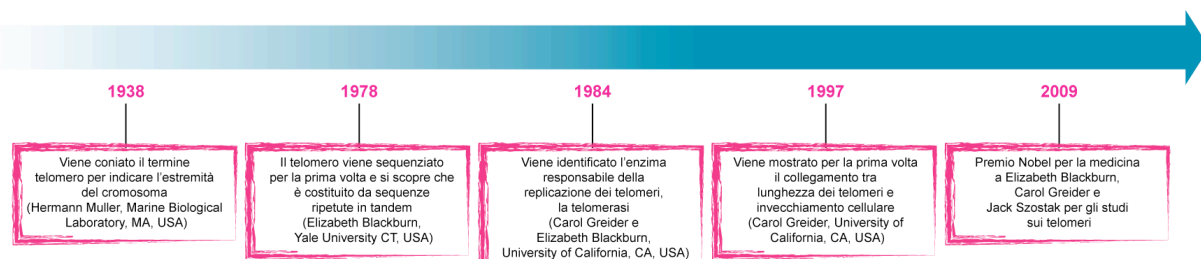 1938
Viene coniato il termine
telomero per indicare l'estremità
del cromosoma
(Hermann Muller, Marine Biological
Laboratory, MA, USA)
1978
Il telomero viene sequenziato
per la prima volta e si scopre che
è costituito da sequenze
ripetute in tandem
(Elizabeth Blackburn,
Yale University CT, USA)
1984
Viene identificato l'enzima
responsabile della
replicazione dei telomeri,
la telomerasi
(Carol Greider e
Elizabeth Blackburn,
University of California, CA, USA)
1997
Viene mostrato per la prima volta
il collegamento tra
lunghezza dei telomeri e
invecchiamento cellulare
(Carol Greider, University of
California, CA, USA)
2009
Premio Nobel per la medicina
a Elizabeth Blackburn,
Carol Greider e
Jack Szostak per gli studi
sui telomeri